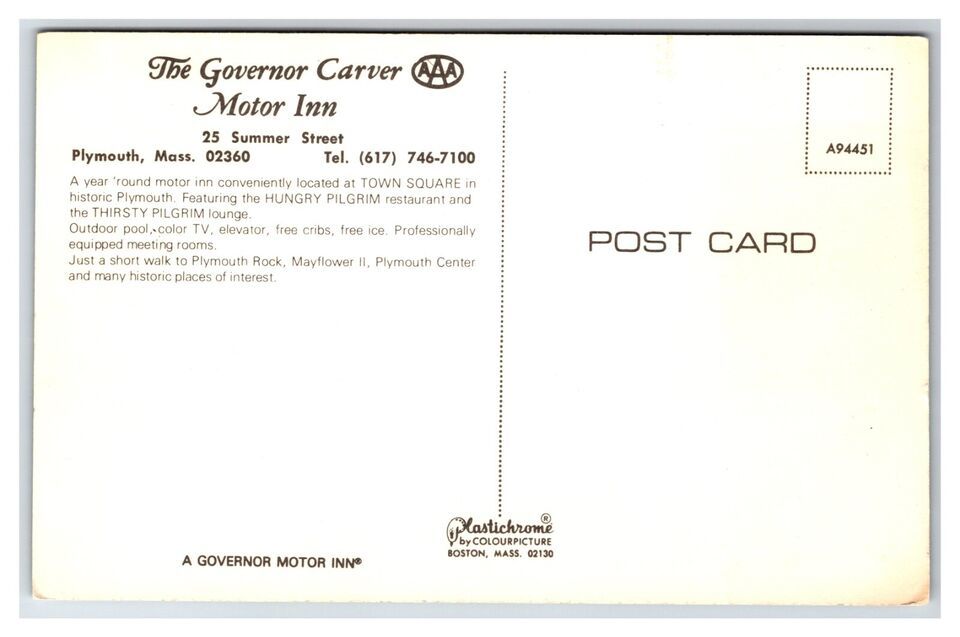 The Governor Carver AAA
Motor Inn
25 Summer Street
Plymouth, Mass. 02360 Tel. (617) 746-7100
A year 'round motor inn conveniently located at TOWN SQUARE in
historic Plymouth. Featuring the HUNGRY PILGRIM restaurant and
the THIRSTY PILGRIM lounge.
Outdoor pool, color TV, elevator, free cribs, free ice. Professionally
equipped meeting rooms.
Just a short walk to Plymouth Rock, Mayflower II, Plymouth Center
and many historic places of interest.
A GOVERNOR MOTOR INN®
Plastichrome®
by COLOURPICTURE
BOSTON, MASS. 02130
A94451
POST CARD